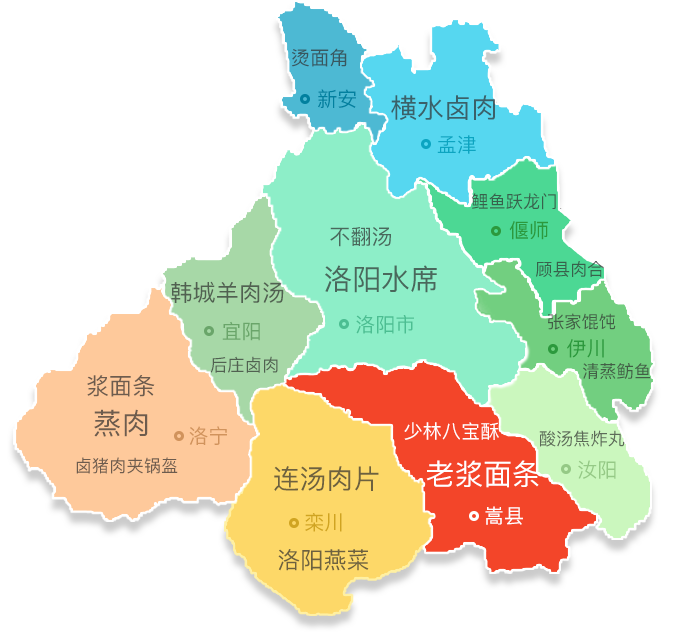 烫面角
新安
横水卤肉
孟津
鲤鱼跃龙门
偃师
顾县肉合
不翻汤
洛阳水席
洛阳市
韩城羊肉汤
宜阳
后庄卤肉
张家馄饨
伊川
清蒸鲂鱼
浆面条
蒸肉
洛宁
卤猪肉夹锅盔
少林八宝酥
老浆面条
嵩县
酸汤焦炸丸
汝阳
连汤肉片
栾川
洛阳燕菜